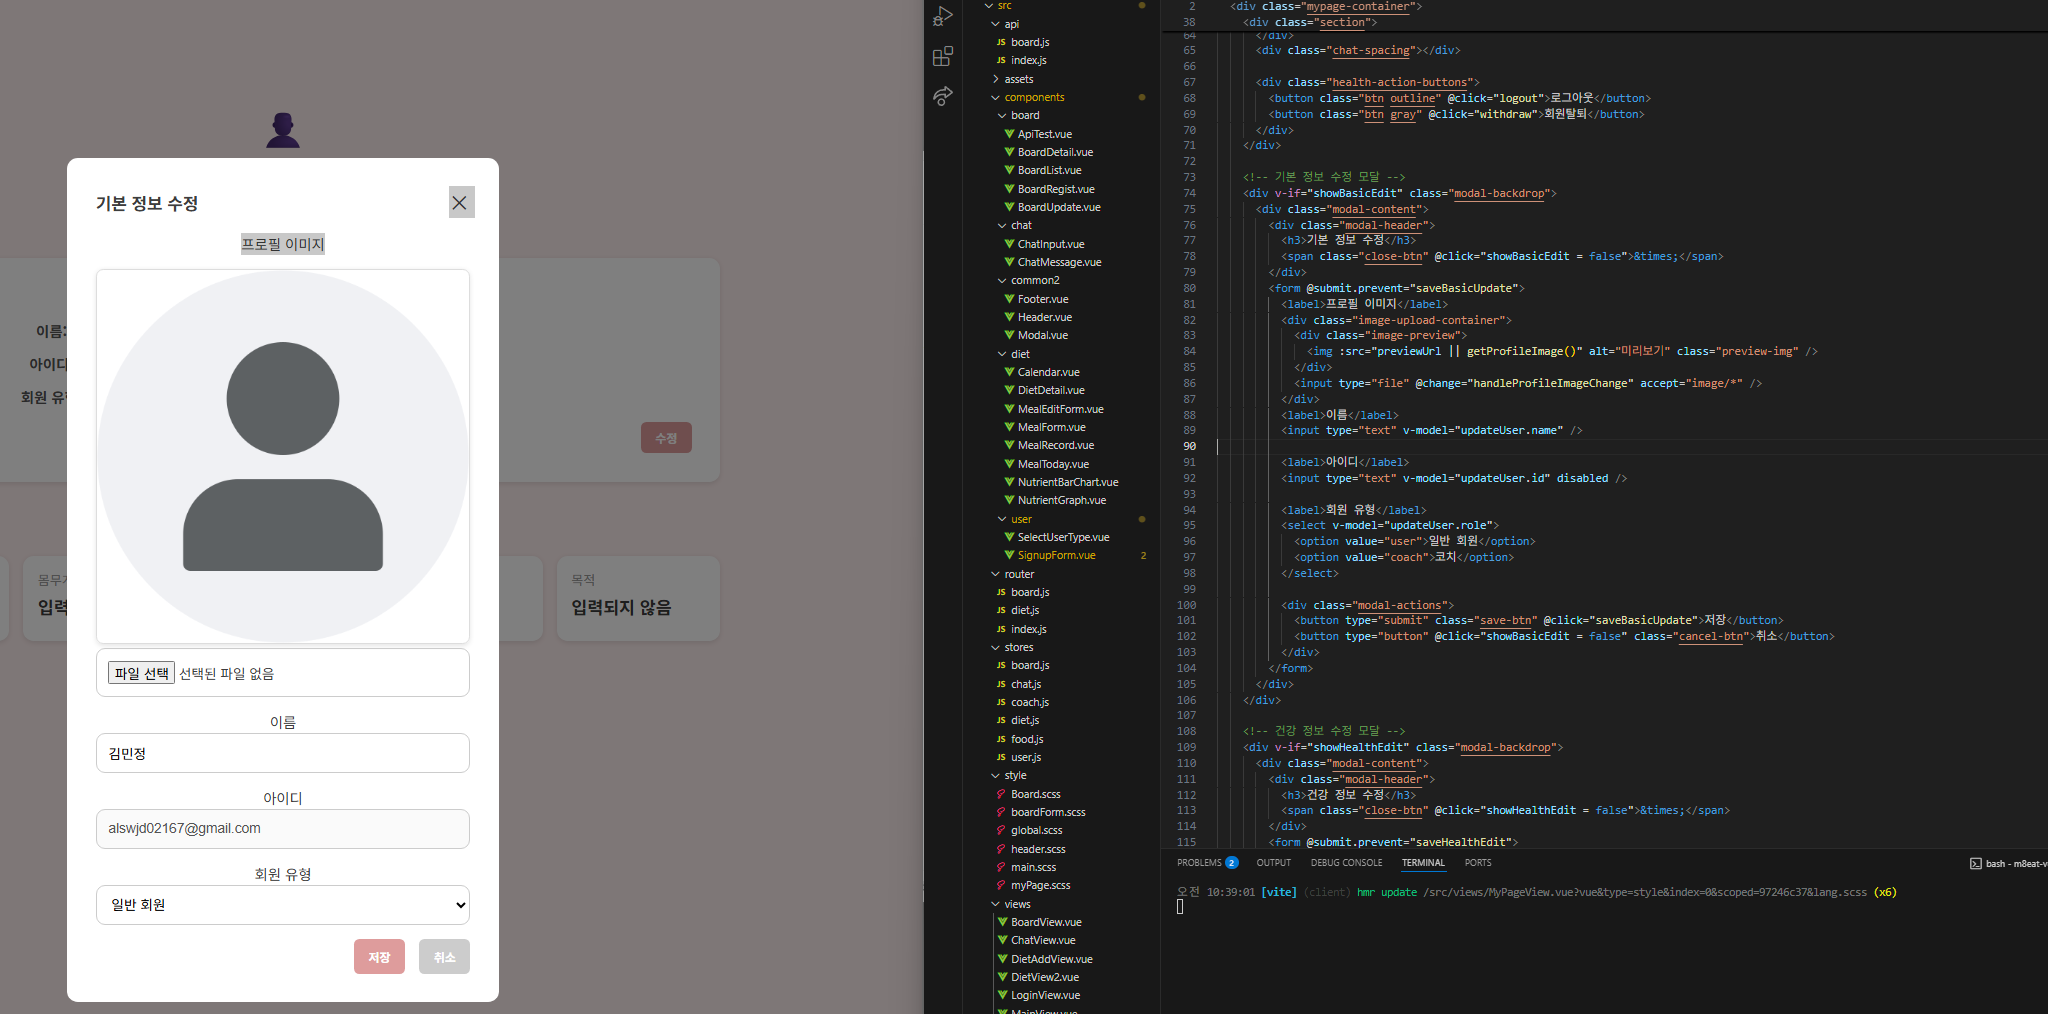 기본 정보 수정
프로필 이미지
파일 선택 선택된 파일 없음
이름
김민정
아이디
alswjd02167@gmail.com
회원 유형
일반 회원
저장 취소
이름:
아이디
회원 유
수정
몸무
입력
목적
입력되지 않음
src
api
JS board.js
JS index.js
assets
components
board
ApiTest.vue
BoardDetail.vue
BoardList.vue
BoardRegist.vue
BoardUpdate.vue
chat
ChatInput.vue
ChatMessage.vue
common2
Footer.vue
Header.vue
Modal.vue
diet
Calendar.vue
DietDetail.vue
MealEditForm.vue
MealForm.vue
MealRecord.vue
MealToday.vue
NutrientBarChart.vue
NutrientGraph.vue
user
SelectUserType.vue
SignupForm.vue 2
router
JS board.js
JS diet.js
JS index.js
stores
JS board.js
JS chat.js
JS coach.js
JS diet.js
JS food.js
JS user.js
style
Board.scss
boardForm.scss
global.scss
header.scss
main.scss
myPage.scss
views
BoardView.vue
ChatView.vue
DietAddView.vue
DietView2.vue
LoginView.vue
MainView.vue
2 <div class="mypage-container">
38 <div class="section">
64 </div>
65 <div class="chat-spacing"></div>
66
67 <div class="health-action-buttons">
68 <button class="btn outline" @click="logout">로그아웃</button>
69 <button class="btn gray" @click="withdraw">회원탈퇴</button>
70 </div>
71 </div>
72
73 <!-- 기본 정보 수정 모달 -->
74 <div v-if="showBasicEdit" class="modal-backdrop">
75 <div class="modal-content">
76 <div class="modal-header">
77 <h3>기본 정보 수정</h3>
78 <span class="close-btn" @click="showBasicEdit = false">&times;</span>
79 </div>
80 <form @submit.prevent="saveBasicUpdate">
81 <label>프로필 이미지</label>
82 <div class="image-upload-container">
83 <div class="image-preview">
84 <img :src="previewUrl || getProfileImage()" alt="미리보기" class="preview-img" />
85 </div>
86 <input type="file" @change="handleProfileImageChange" accept="image/*" />
87 </div>
88 <label>이름</label>
89 <input type="text" v-model="updateUser.name" />
90
91 <label>아이디</label>
92 <input type="text" v-model="updateUser.id" disabled />
93
94 <label>회원 유형</label>
95 <select v-model="updateUser.role">
96 <option value="user">일반 회원</option>
97 <option value="coach">코치</option>
98 </select>
99
100 <div class="modal-actions">
101 <button type="submit" class="save-btn" @click="saveBasicUpdate">저장</button>
102 <button type="button" @click="showBasicEdit = false" class="cancel-btn">취소</button>
103 </div>
104 </form>
105 </div>
106 </div>
107
108 <!-- 건강 정보 수정 모달 -->
109 <div v-if="showHealthEdit" class="modal-backdrop">
110 <div class="modal-content">
111 <div class="modal-header">
112 <h3>건강 정보 수정</h3>
113 <span class="close-btn" @click="showHealthEdit = false">&times;</span>
114 </div>
115 <form @submit.prevent="saveHealthEdit">
PROBLEMS 2 OUTPUT DEBUG CONSOLE TERMINAL PORTS
bash - m8eat-v
오전 10:39:01 [vite] (client) hmr update /src/views/MyPageView.vue?vue&type=style&index=0&scoped=97246c37&lang.scss (x6)